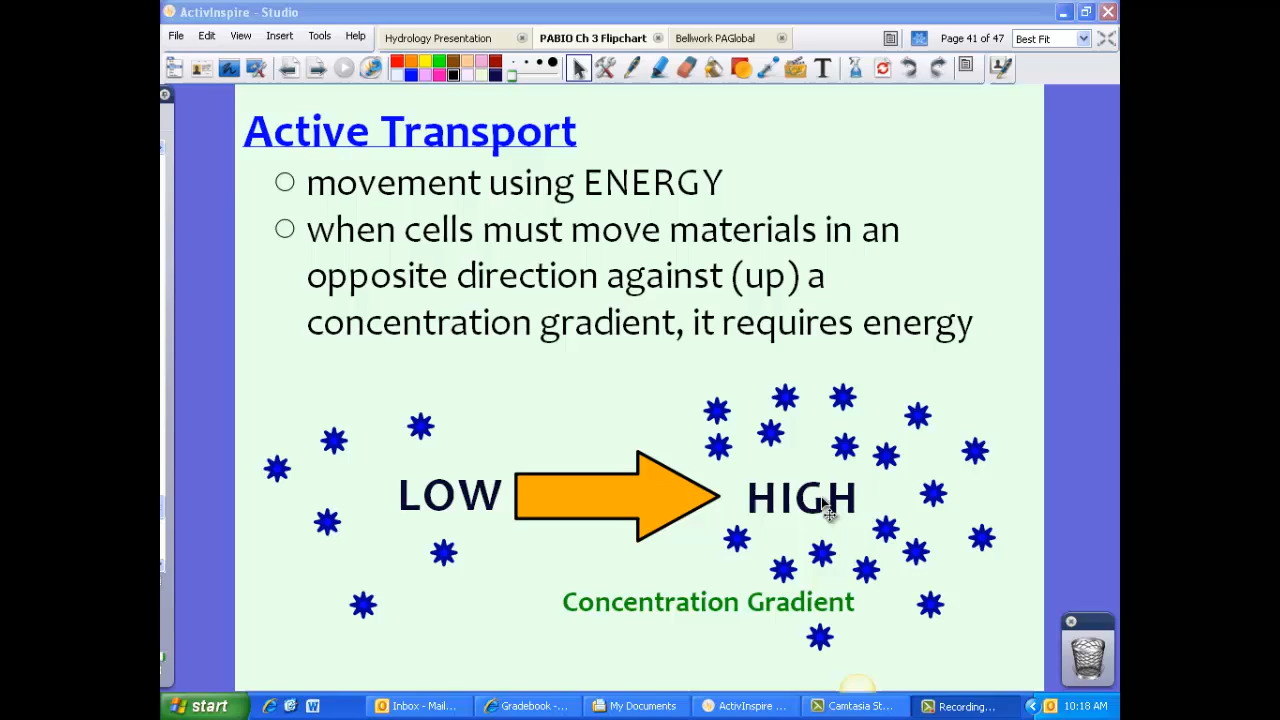 ActivInspire - Studio
File Edit View Insert Tools Help
Hydrology Presentation PABIO Ch 3 Flipchart Bellwork PAGlobal Page 41 of 47 Best Fit
Active Transport
movement using ENERGY
when cells must move materials in an
opposite direction against (up) a
concentration gradient, it requires energy
LOW HIGH
Concentration Gradient
start Inbox - Mail... Gradebook -... My Documents ActivInspire ... Camtasia St... Recording... 10:18 AM